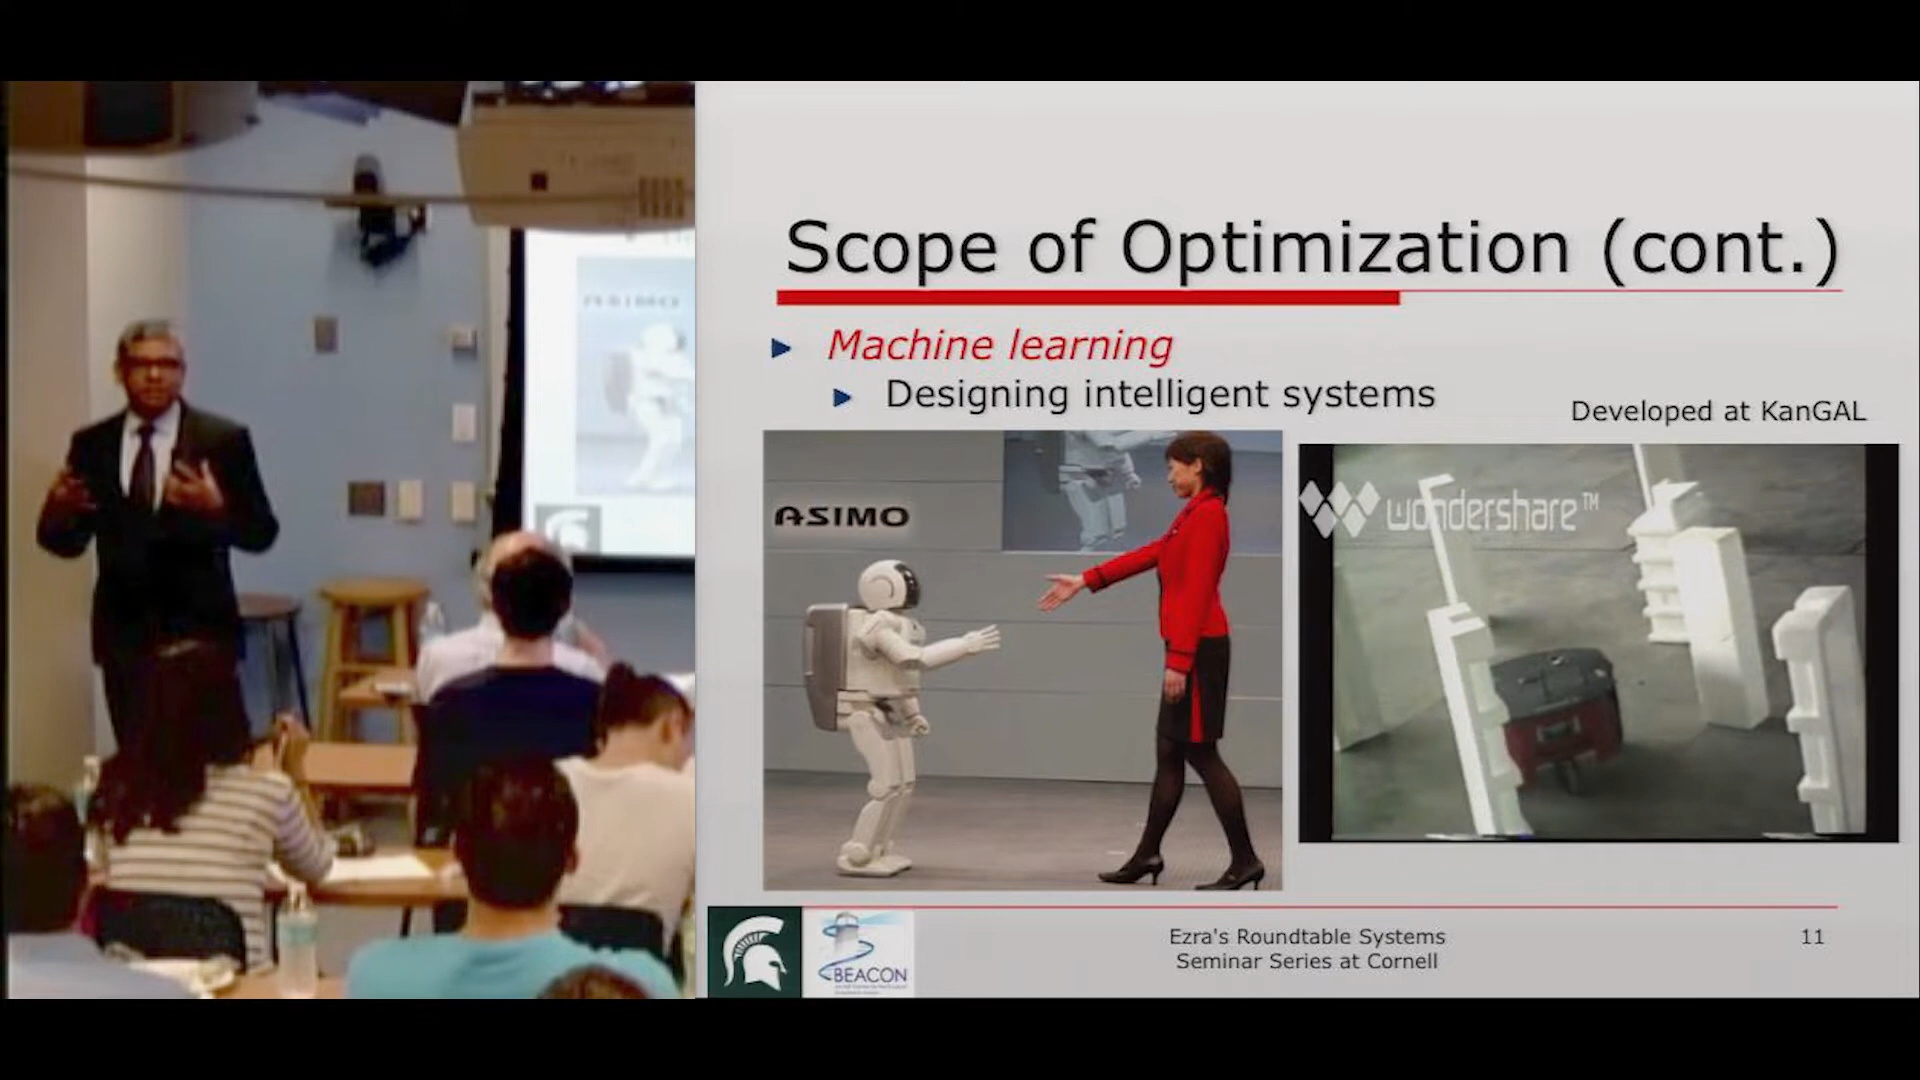 Scope of Optimization (cont.)
Machine learning
Designing intelligent systems
Developed at KanGAL
ASIMO
wondershare™
ASIMO
BEACON
Ezra's Roundtable Systems
Seminar Series at Cornell
11